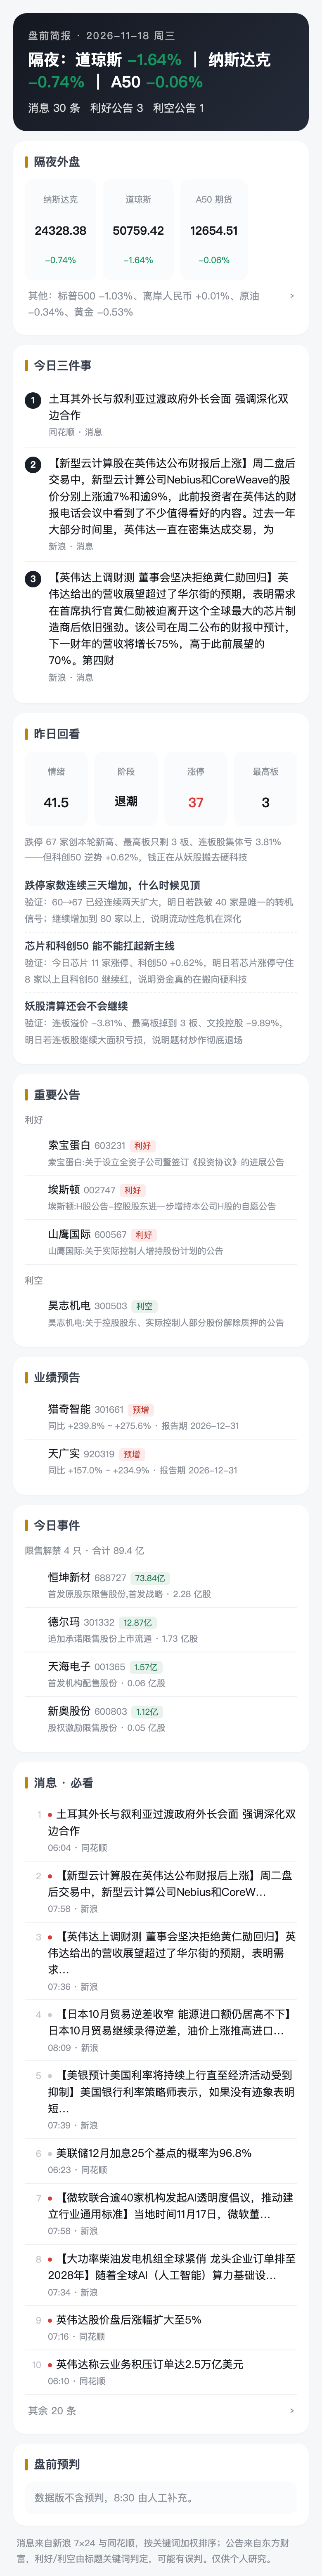 盘前简报 · 2026-11-18 周三
隔夜：道琼斯 -1.64% | 纳斯达克
-0.74% | A50 -0.06%
消息 30 条 利好公告 3 利空公告 1
隔夜外盘
纳斯达克 道琼斯 A50 期货
24328.38 50759.42 12654.51
-0.74% -1.64% -0.06%
其他：标普500 -1.03%、离岸人民币 +0.01%、原油 >
-0.34%、黄金 -0.53%
今日三件事
1 土耳其外长与叙利亚过渡政府外长会面 强调深化双
边合作
同花顺 · 消息
2 【新型云计算股在英伟达公布财报后上涨】周二盘后
交易中，新型云计算公司Nebius和CoreWeave的股
价分别上涨逾7%和逾9%，此前投资者在英伟达的财
报电话会议中看到了不少值得看好的内容。过去一年
大部分时间里，英伟达一直在密集达成交易，为
新浪 · 消息
3 【英伟达上调财测 董事会坚决拒绝黄仁勋回归】英
伟达给出的营收展望超过了华尔街的预期，表明需求
在首席执行官黄仁勋被迫离开这个全球最大的芯片制
造商后依旧强劲。该公司在周二公布的财报中预计，
下一财年的营收将增长75%，高于此前展望的
70%。第四财
新浪 · 消息
昨日回看
情绪 阶段 涨停 最高板
41.5 退潮 37 3
跌停 67 家创本轮新高、最高板只剩 3 板、连板股集体亏 3.81%
——但科创50 逆势 +0.62%，钱正在从妖股搬去硬科技
跌停家数连续三天增加，什么时候见顶
验证：60→67 已经连续两天扩大，明日若跌破 40 家是唯一的转机
信号；继续增加到 80 家以上，说明流动性危机在深化
芯片和科创50 能不能扛起新主线
验证：今日芯片 11 家涨停、科创50 +0.62%，明日若芯片涨停守住
8 家以上且科创50 继续红，说明资金真的在搬向硬科技
妖股清算还会不会继续
验证：连板溢价 -3.81%、最高板掉到 3 板、文投控股 -9.89%，
明日若连板股继续大面积亏损，说明题材炒作彻底退场
重要公告
利好
索宝蛋白 603231 利好
索宝蛋白:关于设立全资子公司暨签订《投资协议》的进展公告
埃斯顿 002747 利好
埃斯顿:H股公告-控股股东进一步增持本公司H股的自愿公告
山鹰国际 600567 利好
山鹰国际:关于实际控制人增持股份计划的公告
利空
昊志机电 300503 利空
昊志机电:关于控股股东、实际控制人部分股份解除质押的公告
业绩预告
猎奇智能 301661 预增
同比 +239.8% ~ +275.6% · 报告期 2026-12-31
天广实 920319 预增
同比 +157.0% ~ +234.9% · 报告期 2026-12-31
今日事件
限售解禁 4 只 · 合计 89.4 亿
恒坤新材 688727 73.84亿
首发原股东限售股份,首发战略 · 2.28 亿股
德尔玛 301332 12.87亿
追加承诺限售股份上市流通 · 1.73 亿股
天海电子 001365 1.57亿
首发机构配售股份 · 0.06 亿股
新奥股份 600803 1.12亿
股权激励限售股份 · 0.05 亿股
消息 · 必看
1 土耳其外长与叙利亚过渡政府外长会面 强调深化双
边合作
06:04 · 同花顺
2 【新型云计算股在英伟达公布财报后上涨】周二盘
后交易中，新型云计算公司Nebius和CoreW…
07:58 · 新浪
3 【英伟达上调财测 董事会坚决拒绝黄仁勋回归】英
伟达给出的营收展望超过了华尔街的预期，表明需
求…
07:36 · 新浪
4 【日本10月贸易逆差收窄 能源进口额仍居高不下】
日本10月贸易继续录得逆差，油价上涨推高进口…
08:09 · 新浪
5 【美银预计美国利率将持续上行直至经济活动受到
抑制】美国银行利率策略师表示，如果没有迹象表明
短…
07:39 · 新浪
6 美联储12月加息25个基点的概率为96.8%
06:23 · 同花顺
7 【微软联合逾40家机构发起AI透明度倡议，推动建
立行业通用标准】当地时间11月17日，微软董…
07:58 · 新浪
8 【大功率柴油发电机组全球紧俏 龙头企业订单排至
2028年】随着全球AI（人工智能）算力基础设…
07:34 · 新浪
9 英伟达股价盘后涨幅扩大至5%
07:16 · 同花顺
10 英伟达称云业务积压订单达2.5万亿美元
06:10 · 同花顺
其余 20 条 >
盘前预判
数据版不含预判，8:30 由人工补充。
消息来自新浪 7×24 与同花顺，按关键词加权排序；公告来自东方财
富，利好/利空由标题关键词判定，可能有误判。仅供个人研究。